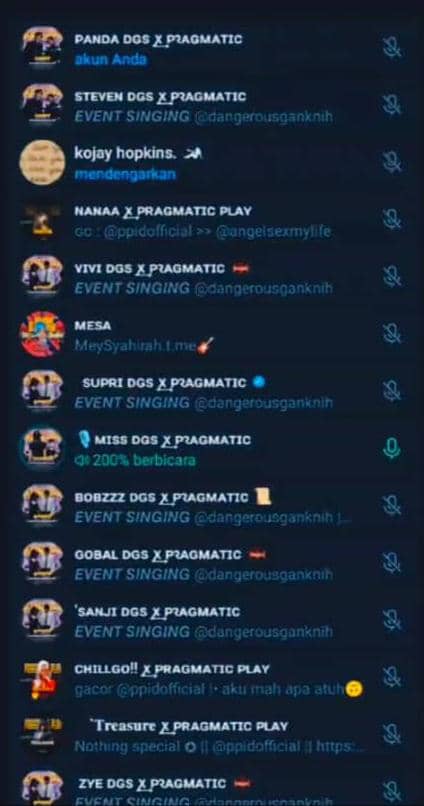 PANDA DGS X PRAGMATIC
akun Anda
STEVEN DGS X PRAGMATIC
EVENT SINGING @dangerousganknih
kojay hopkins.
mendengarkan
NANAA X PRAGMATIC PLAY
GC : @ppidofficial >> @angelsexmylife
VIVI DGS X PRAGMATIC
EVENT SINGING @dangerousganknih
MESA
MeySyahirah.t.me🎸
SUPRI DGS X PRAGMATIC
EVENT SINGING @dangerousganknih
MISS DGS X PRAGMATIC
200% berbicara
BOBZZZ DGS X PRAGMATIC 📜
EVENT SINGING @dangerousganknih |...
GOBAL DGS X PRAGMATIC
EVENT SINGING @dangerousganknih
'SANJI DGS X PRAGMATIC
EVENT SINGING @dangerousganknih
CHILLGO!! X PRAGMATIC PLAY
gacor @ppidofficial |• aku mah apa atuh🙃
`Treasure X PRAGMATIC PLAY
Nothing special ✪ || @ppidofficial || https:...
ZYE DGS X PRAGMATIC
EVENT SINGING @dangerousganknih